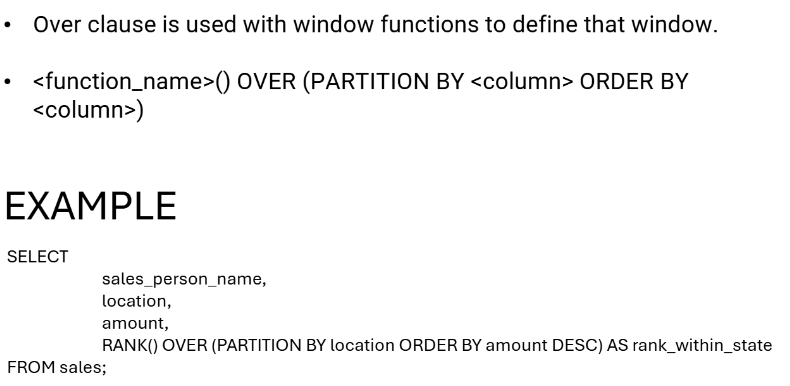 • Over clause is used with window functions to define that window.
• <function_name>() OVER (PARTITION BY <column> ORDER BY
<column>)
EXAMPLE
SELECT
sales_person_name,
location,
amount,
RANK() OVER (PARTITION BY location ORDER BY amount DESC) AS rank_within_state
FROM sales;